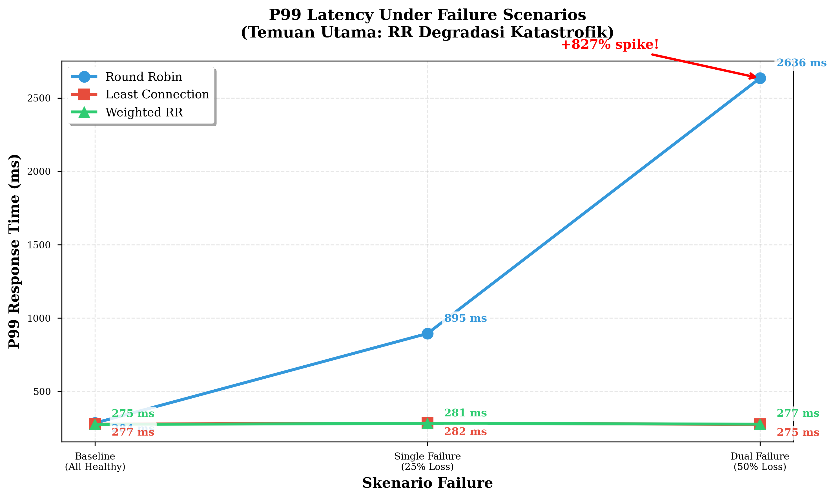 P99 Latency Under Failure Scenarios
(Temuan Utama: RR Degradasi Katastrofik)
+827% spike!
2636 ms
Round Robin
Least Connection
Weighted RR
2500
2000
1500
1000
500
P99 Response Time (ms)
895 ms
275 ms
277 ms
281 ms
282 ms
277 ms
275 ms
Baseline
(All Healthy)
Single Failure
(25% Loss)
Dual Failure
(50% Loss)
Skenario Failure